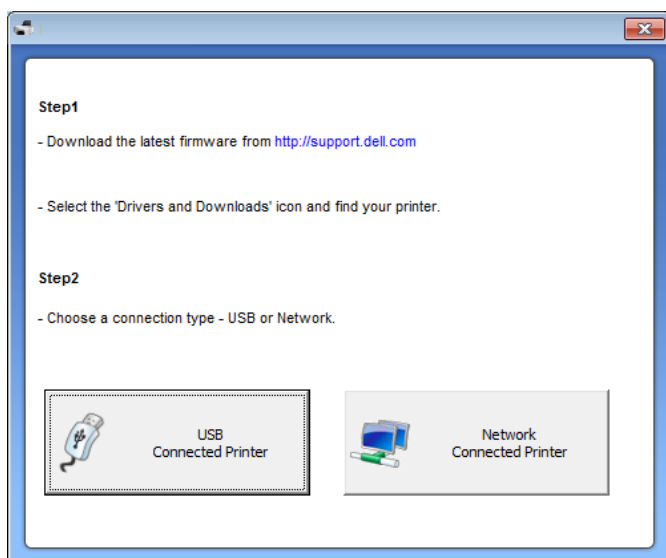 Step1
- Download the latest firmware from http://support.dell.com
- Select the 'Drivers and Downloads' icon and find your printer.
Step2
- Choose a connection type - USB or Network.
USB
Connected Printer
Network
Connected Printer